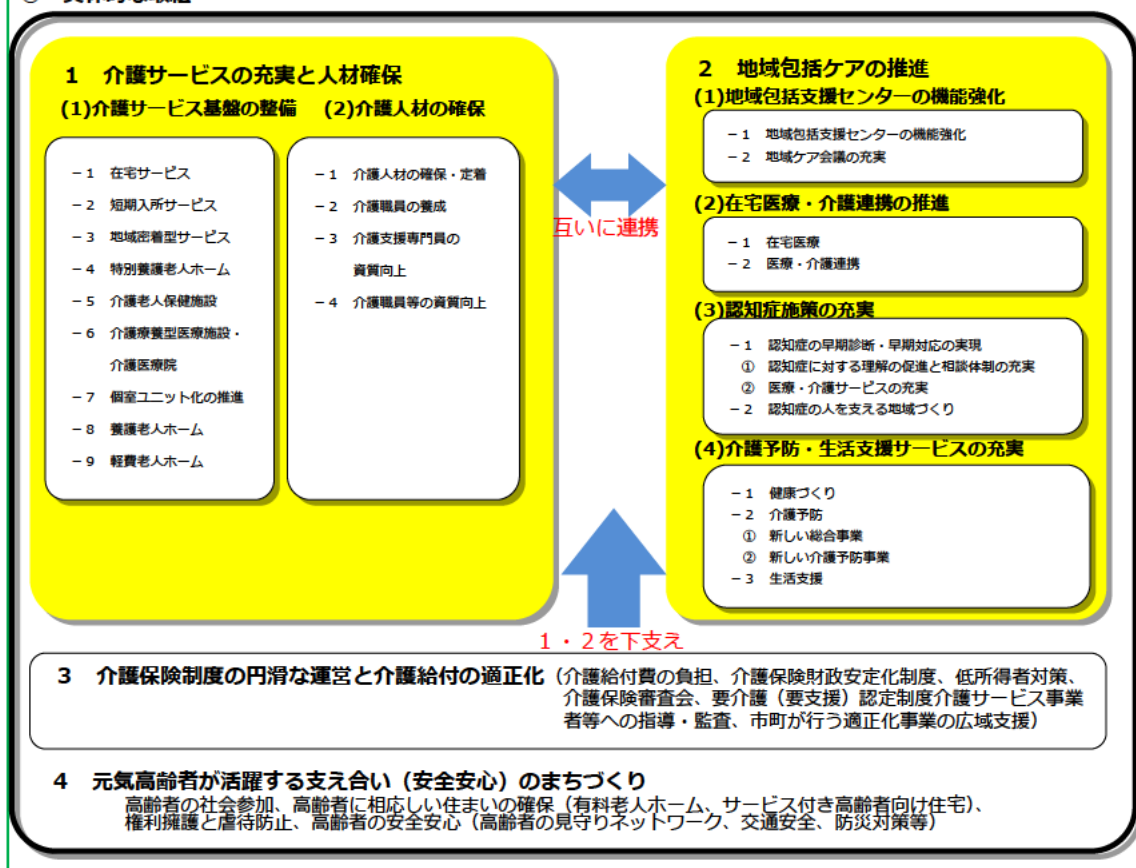 1　介護サービスの充実と人材確保
(1)介護サービス基盤の整備　(2)介護人材の確保
－１　在宅サービス
－２　短期入所サービス
－３　地域密着型サービス
－４　特別養護老人ホーム
－５　介護老人保健施設
－６　介護療養型医療施設・
介護医療院
－７　個室ユニット化の推進
－８　養護老人ホーム
－９　軽費老人ホーム
－１　介護人材の確保・定着
－２　介護職員の養成
－３　介護支援専門員の
資質向上
－４　介護職員等の資質向上
互いに連携
2　地域包括ケアの推進
(1)地域包括支援センターの機能強化
－１　地域包括支援センターの機能強化
－２　地域ケア会議の充実
(2)在宅医療・介護連携の推進
－１　在宅医療
－２　医療・介護連携
(3)認知症施策の充実
－１　認知症の早期診断・早期対応の実現
①　認知症に対する理解の促進と相談体制の充実
②　医療・介護サービスの充実
－２　認知症の人を支える地域づくり
(4)介護予防・生活支援サービスの充実
－１　健康づくり
－２　介護予防
①　新しい総合事業
②　新しい介護予防事業
－３　生活支援
１・２を下支え
3　介護保険制度の円滑な運営と介護給付の適正化（介護給付費の負担、介護保険財政安定化制度、低所得者対策、
介護保険審査会、要介護（要支援）認定制度介護サービス事業
者等への指導・監査、市町が行う適正化事業の広域支援）
4　元気高齢者が活躍する支え合い（安全安心）のまちづくり
高齢者の社会参加、高齢者に相応しい住まいの確保（有料老人ホーム、サービス付き高齢者向け住宅）、
権利擁護と虐待防止、高齢者の安全安心（高齢者の見守りネットワーク、交通安全、防災対策等）